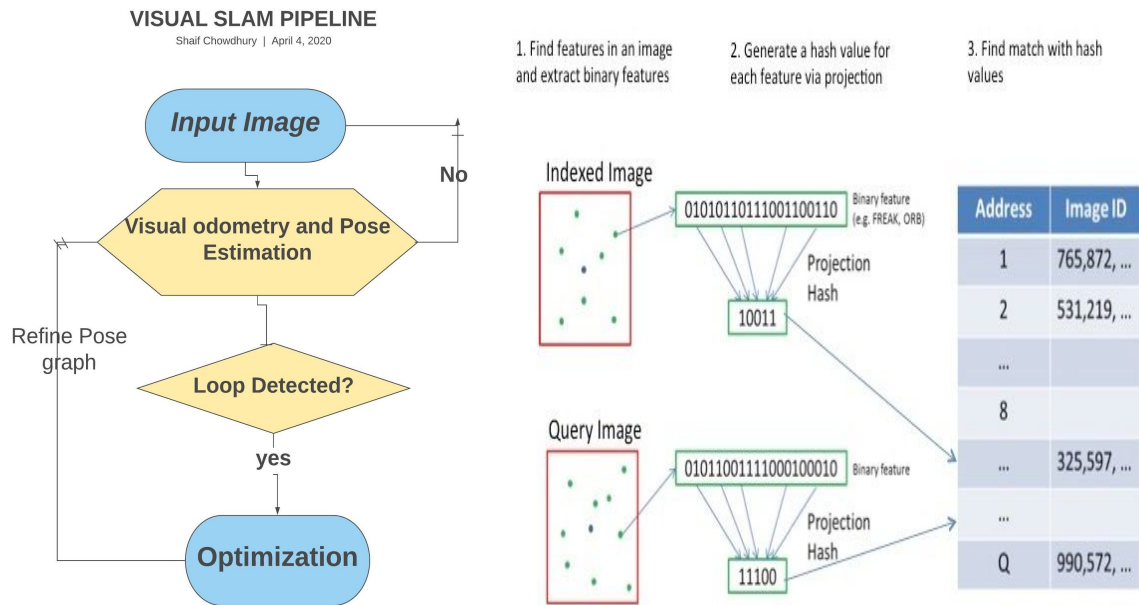 VISUAL SLAM PIPELINE
Shaif Chowdhury | April 4, 2020
Input Image
No
Visual odometry and Pose
Estimation
Refine Pose
graph
Loop Detected?
yes
Optimization
1. Find features in an image
and extract binary features
2. Generate a hash value for
each feature via projection
3. Find match with hash
values
Indexed Image
01010110111001100110
Binary feature
(e.g. FREAK, ORB)
Projection
Hash
10011
Query Image
01011001111000100010
Binary feature
Projection
Hash
11100
Address Image ID
1 765,872, ...
2 531,219, ...
...
8
... 325,597, ...
...
Q 990,572, ...